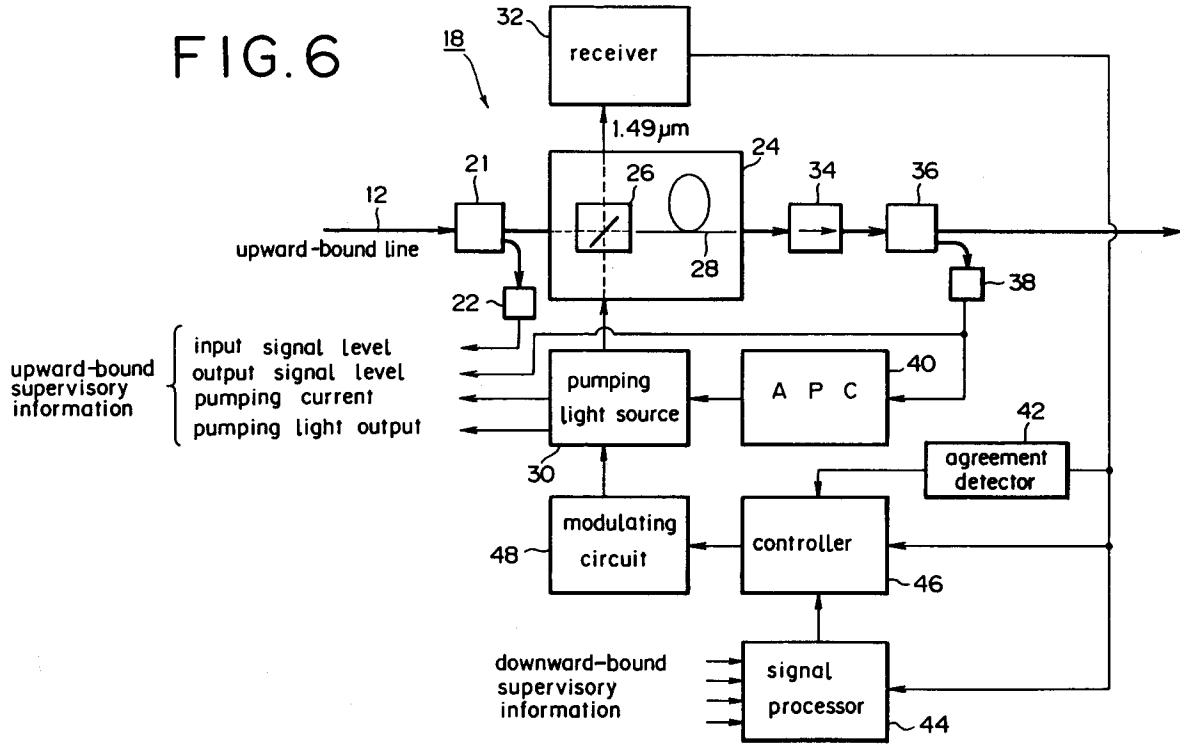 FIG. 6
18
32
receiver
1.49μm
24
21
26
34
36
12
upward-bound line
28
22
38
upward-bound
supervisory
information
input signal level
output signal level
pumping current
pumping light output
pumping
light source
30
A P C
40
42
agreement
detector
modulating
circuit
48
controller
46
downward-bound
supervisory
information
signal
processor
44